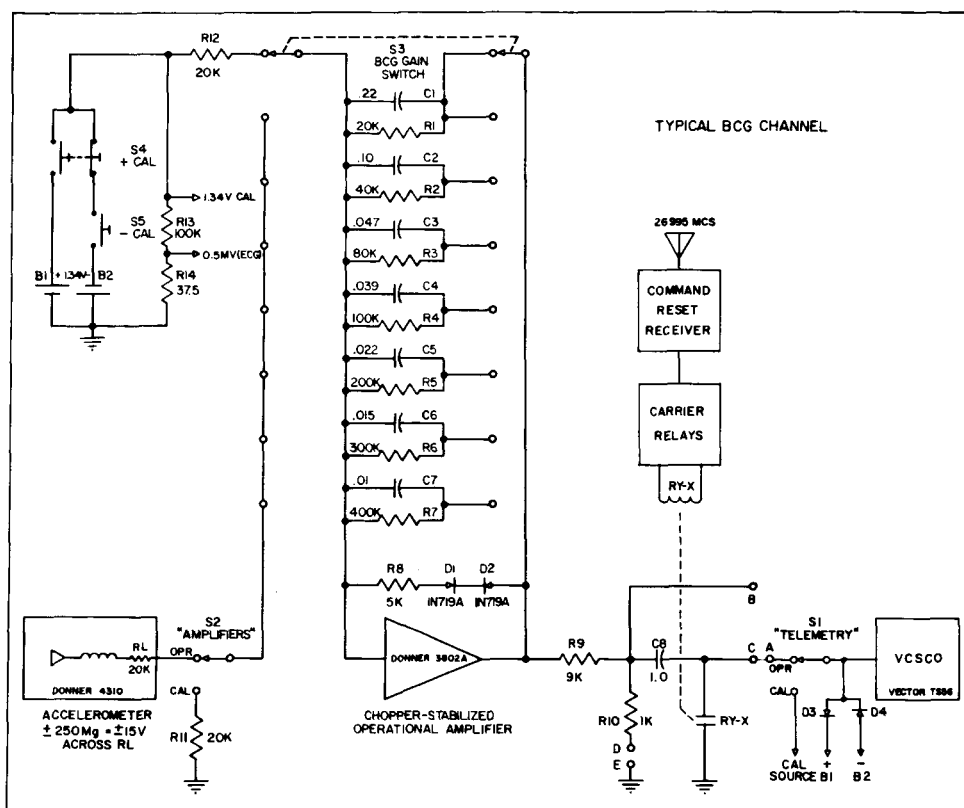 R12
20K
S3
BCG GAIN
SWITCH
.22
C1
20K
R1
TYPICAL BCG CHANNEL
S4
+ CAL
.10
C2
40K
R2
1.34V CAL
S5
- CAL
R13
100K
.047
C3
80K
R3
26995 MCS
0.5MV(ECG)
B1
+ 1.34V -
B2
R14
37.5
.039
C4
100K
R4
COMMAND
RESET
RECEIVER
.022
C5
200K
R5
.015
C6
300K
R6
CARRIER
RELAYS
.01
C7
400K
R7
RY-X
R8
5K
D1
D2
IN719A
IN719A
B
S2
"AMPLIFIERS"
RL
20K
OPR
DONNER 4310
DONNER 3802A
R9
9K
C8
1.0
S1
"TELEMETRY"
C
A
OPR
VCSCO
VECTOR TS56
CAL
CAL
D3
D4
ACCELEROMETER
± 250Mg = ±15V
ACROSS RL
R11
20K
CHOPPER-STABILIZED
OPERATIONAL AMPLIFIER
R10
1K
D
E
RY-X
CAL
SOURCE
+
B1
-
B2